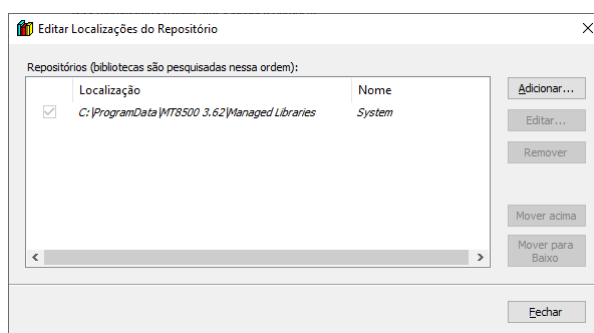 Editar Localizações do Repositório
Repositórios (bibliotecas são pesquisadas nessa ordem):
Localização Nome
C:\ProgramData\MT8500 3.62\Managed Libraries System
Adicionar...
Editar...
Remover
Mover acima
Mover para
Baixo
Fechar